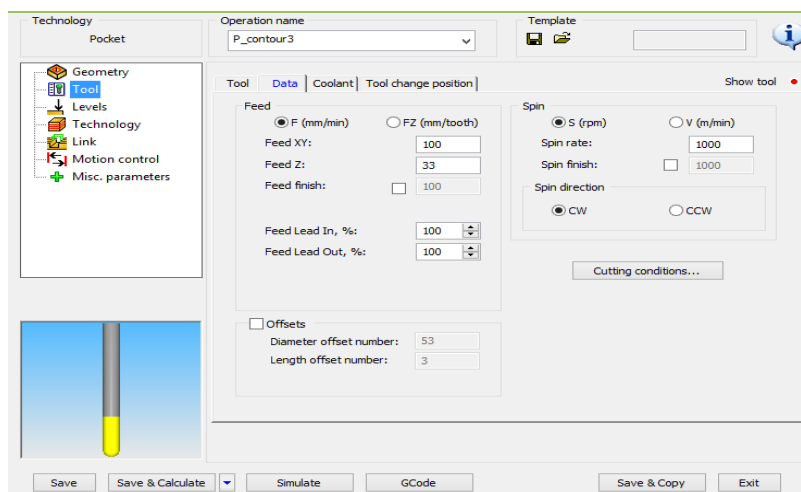 Technology
Pocket
Operation name
P_contour3
Template
Geometry
Tool
Levels
Technology
Link
Motion control
Misc. parameters
Tool Data Coolant Tool change position Show tool
Feed
F (mm/min) FZ (mm/tooth)
Feed XY: 100
Feed Z: 33
Feed finish: 100
Feed Lead In, %: 100
Feed Lead Out, %: 100
Spin
S (rpm) V (m/min)
Spin rate: 1000
Spin finish: 1000
Spin direction
CW CCW
Cutting conditions...
Offsets
Diameter offset number: 53
Length offset number: 3
Save Save & Calculate Simulate GCode Save & Copy Exit